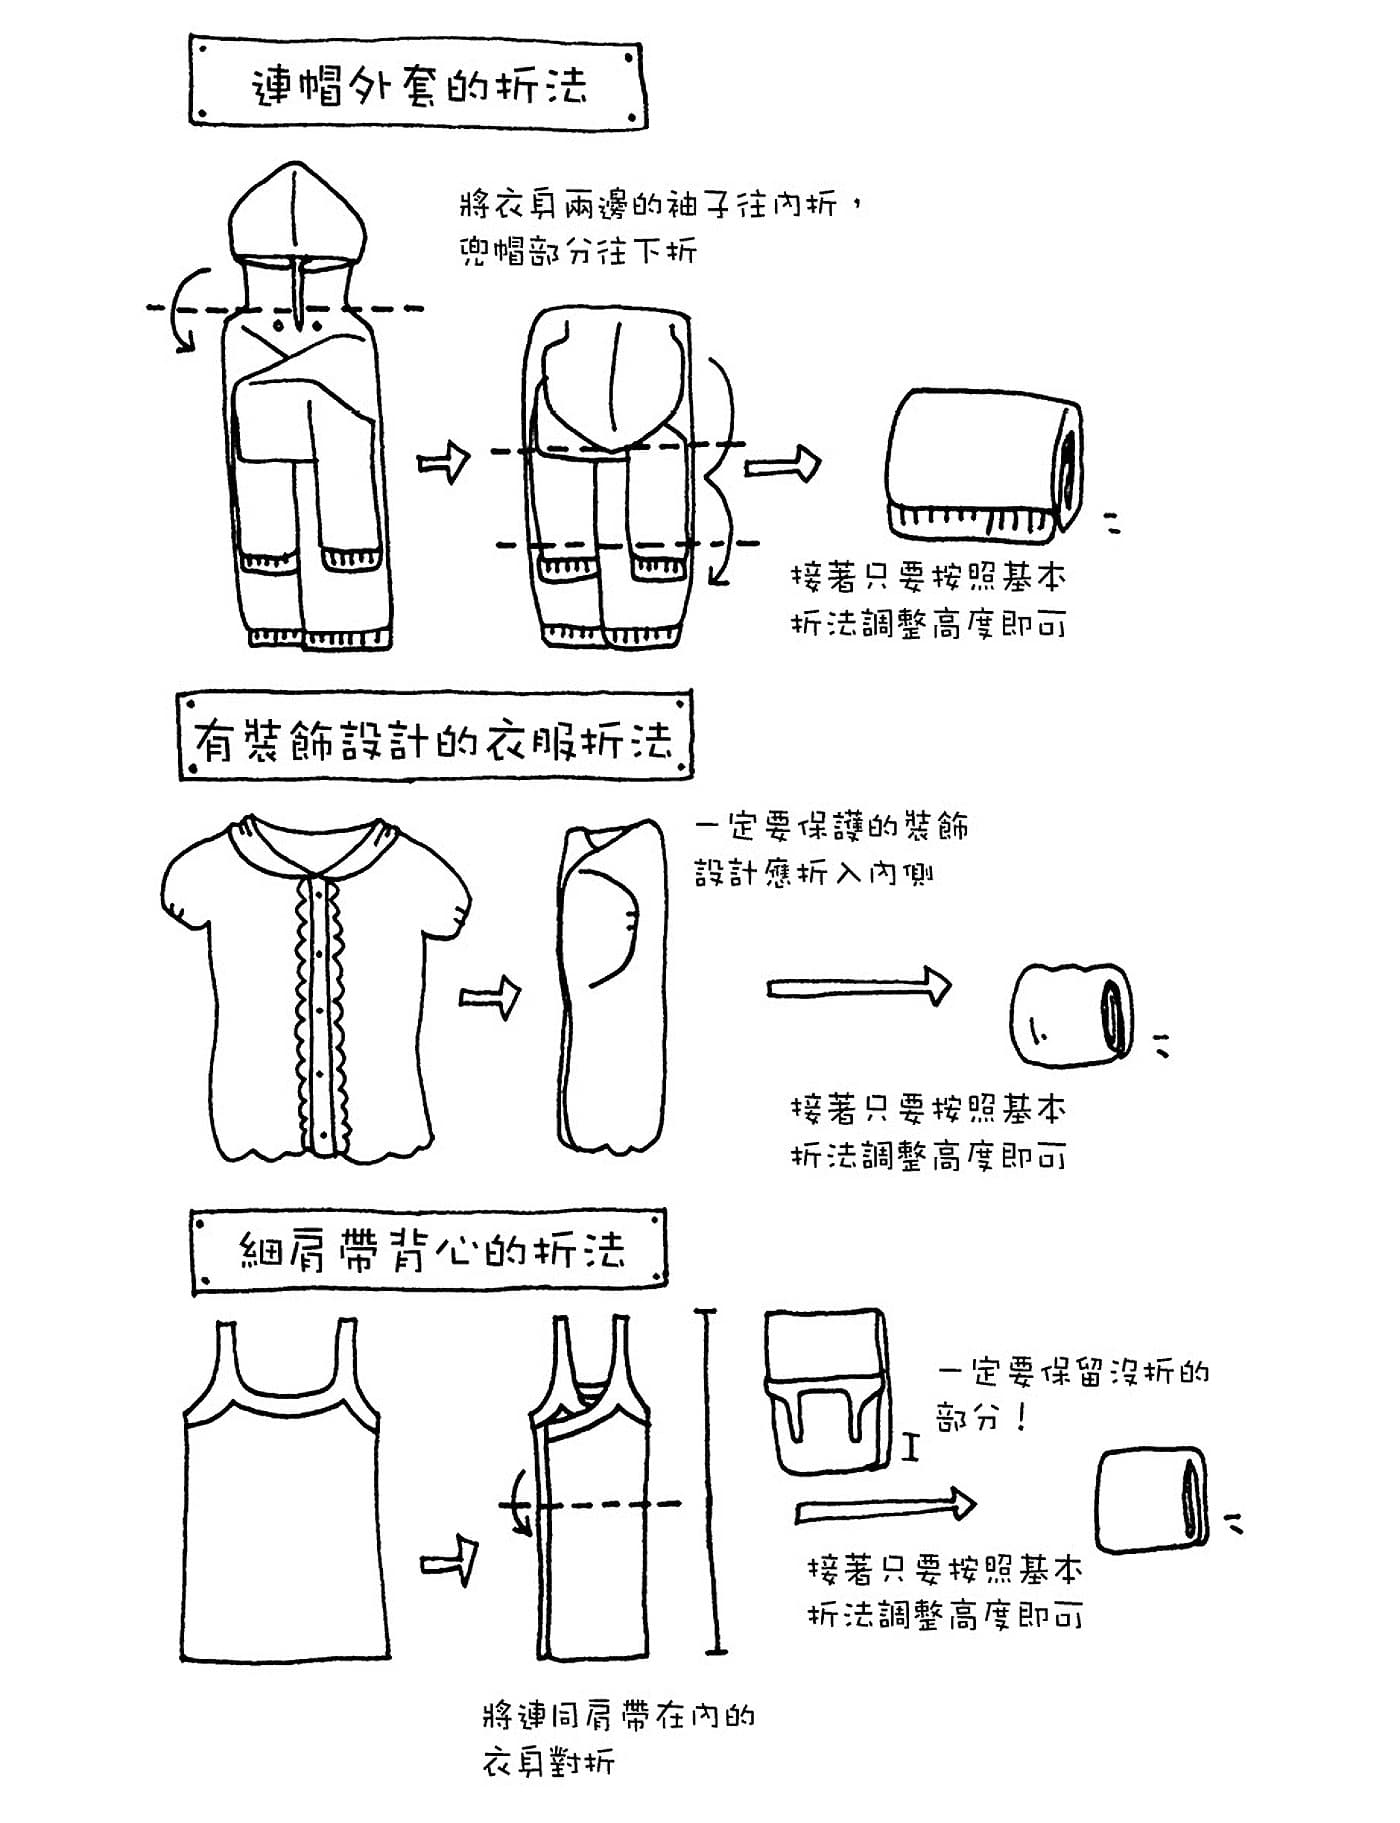 連帽外套的折法
將衣身兩邊的袖子往內折，
兜帽部分往下折
接著只要按照基本
折法調整高度即可
有裝飾設計的衣服折法
一定要保護的裝飾
設計應折入內側
接著只要按照基本
折法調整高度即可
細肩帶背心的折法
一定要保留沒折的
部分！
接著只要按照基本
折法調整高度即可
將連同肩帶在內的
衣身對折